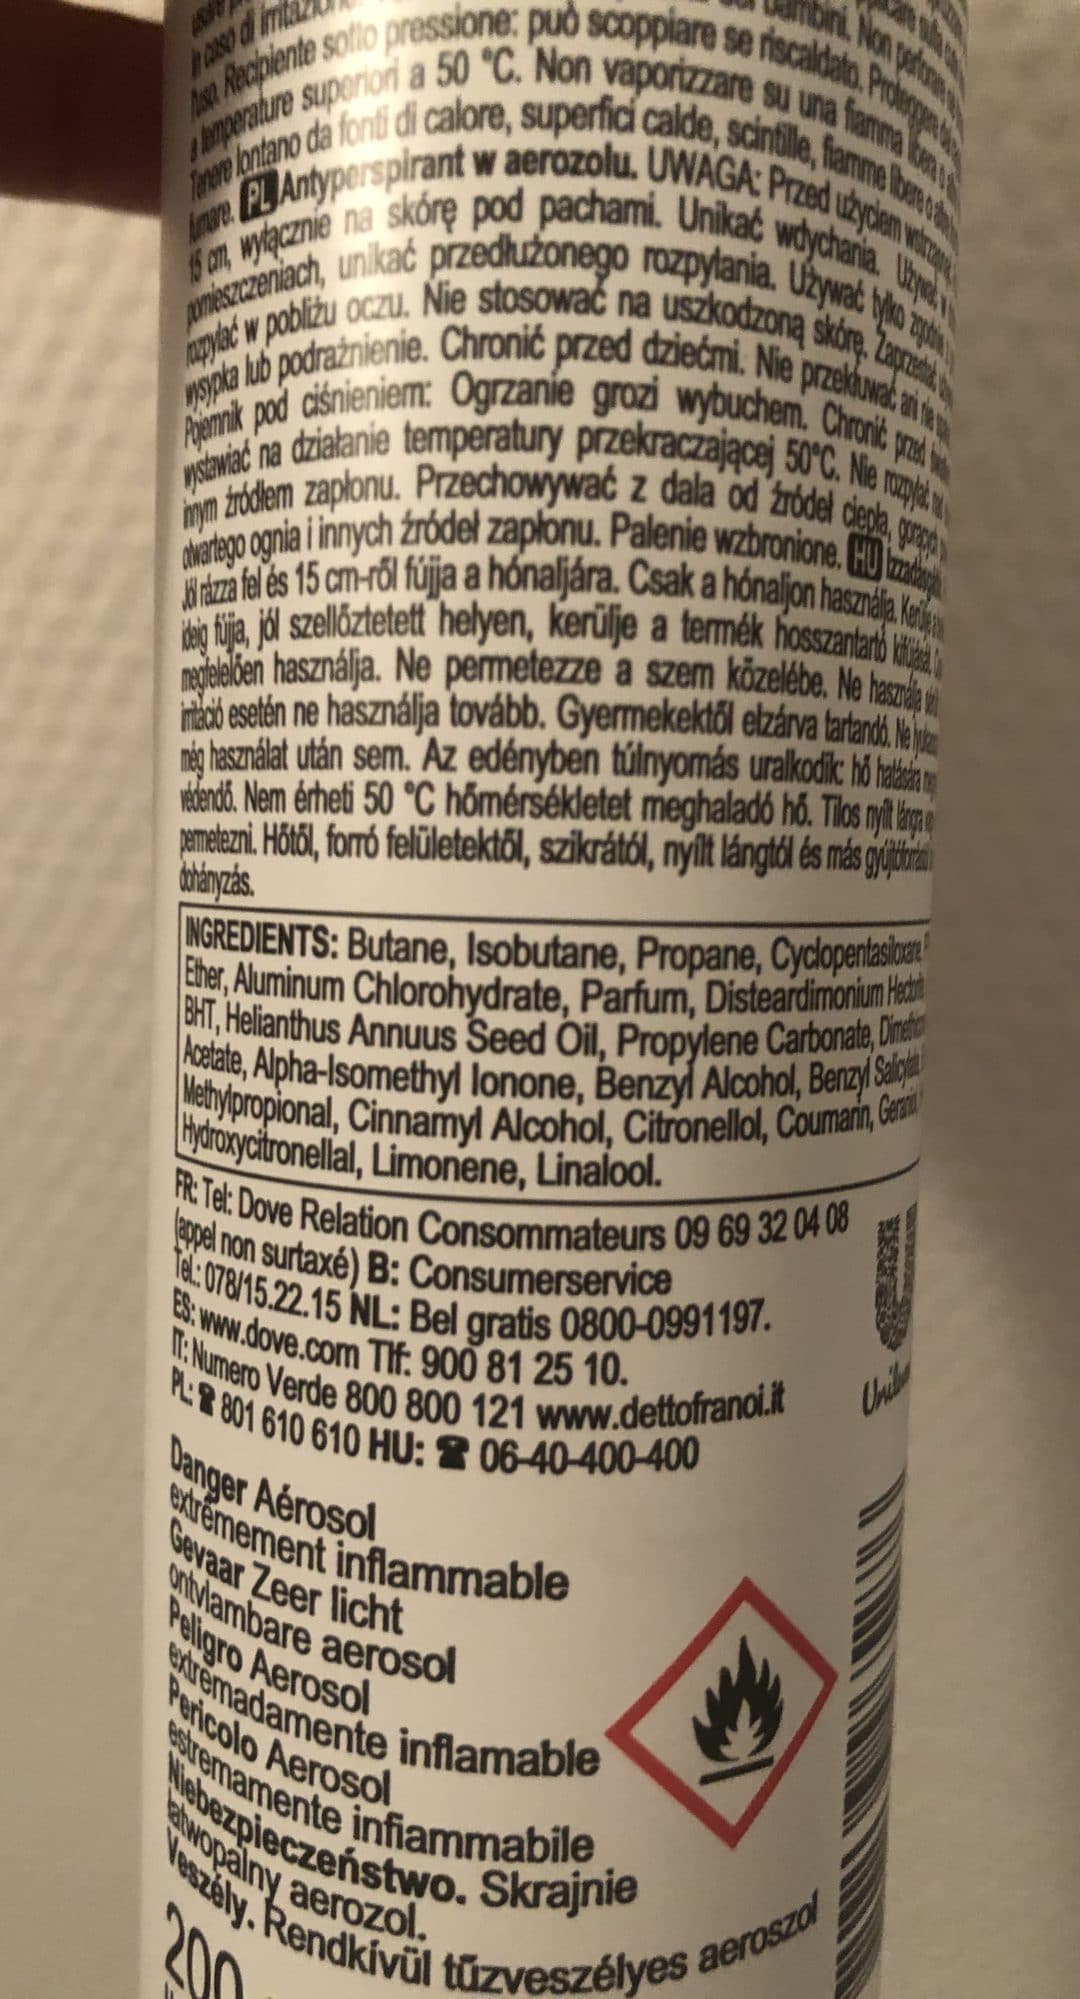 in caso di irritazione
l'uso. Recipiente sotto pressione: può scoppiare se riscaldato. Proteggere
a temperature superiori a 50 °C. Non vaporizzare su una fiamma libera o
Tenere lontano da fonti di calore, superfici calde, scintille, fiamme libere o
fumare. PL Antyperspirant w aerozolu. UWAGA: Przed użyciem
15 cm, wyłącznie na skórę pod pachami. Unikać wdychania. Używać
pomieszczeniach, unikać przedłużonego rozpylania. Używać tylko
rozpylać w pobliżu oczu. Nie stosować na uszkodzoną skórę. Zaprzestać
wysypka lub podrażnienie. Chronić przed dziećmi. Nie przekłuwać ani nie
Pojemnik pod ciśnieniem: Ogrzanie grozi wybuchem. Chronić przed
wystawiać na działanie temperatury przekraczającej 50°C. Nie rozpylać nad
innym źródłem zapłonu. Przechowywać z dala od źródeł ciepła, gorących
otwartego ognia i innych źródeł zapłonu. Palenie wzbronione. HU
Jól rázza fel és 15 cm-ről fújja a hónaljára. Csak a hónaljon használja. Kerülje a
ideig fújja, jól szellőztetett helyen, kerülje a termék hosszantartó kifújását.
megfelelően használja. Ne permetezze a szem közelébe. Ne használja
irritáció esetén ne használja tovább. Gyermekektől elzárva tartandó. Ne
még használat után sem. Az edényben túlnyomás uralkodik: hő hatására
védendő. Nem érheti 50 °C hőmérsékletet meghaladó hő. Tilos nyílt lángra
permetezni. Hőtől, forró felületektől, szikrától, nyílt lángtól és más
dohányzás.
INGREDIENTS: Butane, Isobutane, Propane, Cyclopentasiloxane,
Ether, Aluminum Chlorohydrate, Parfum, Disteardimonium
BHT, Helianthus Annuus Seed Oil, Propylene Carbonate,
Acetate, Alpha-Isomethyl Ionone, Benzyl Alcohol, Benzyl
Methylpropional, Cinnamyl Alcohol, Citronellol, Coumarin,
Hydroxycitronellal, Limonene, Linalool.
FR: Tel: Dove Relation Consommateurs 09 69 32 04 08
(appel non surtaxé) B: Consumerservice
Tel.: 078/15.22.15 NL: Bel gratis 0800-0991197.
ES: www.dove.com Tlf: 900 81 25 10.
IT: Numero Verde 800 800 121 www.dettofranoi.it
PL: ☎ 801 610 610 HU: ☎ 06-40-400-400
Danger Aérosol
extrêmement inflammable
Gevaar Zeer licht
ontvlambare aerosol
Peligro Aerosol
extremadamente inflamable
Pericolo Aerosol
estremamente infiammabile
Niebezpieczeństwo. Skrajnie
łatwopalny aerozol.
Veszély. Rendkívül tűzveszélyes aeroszol
200